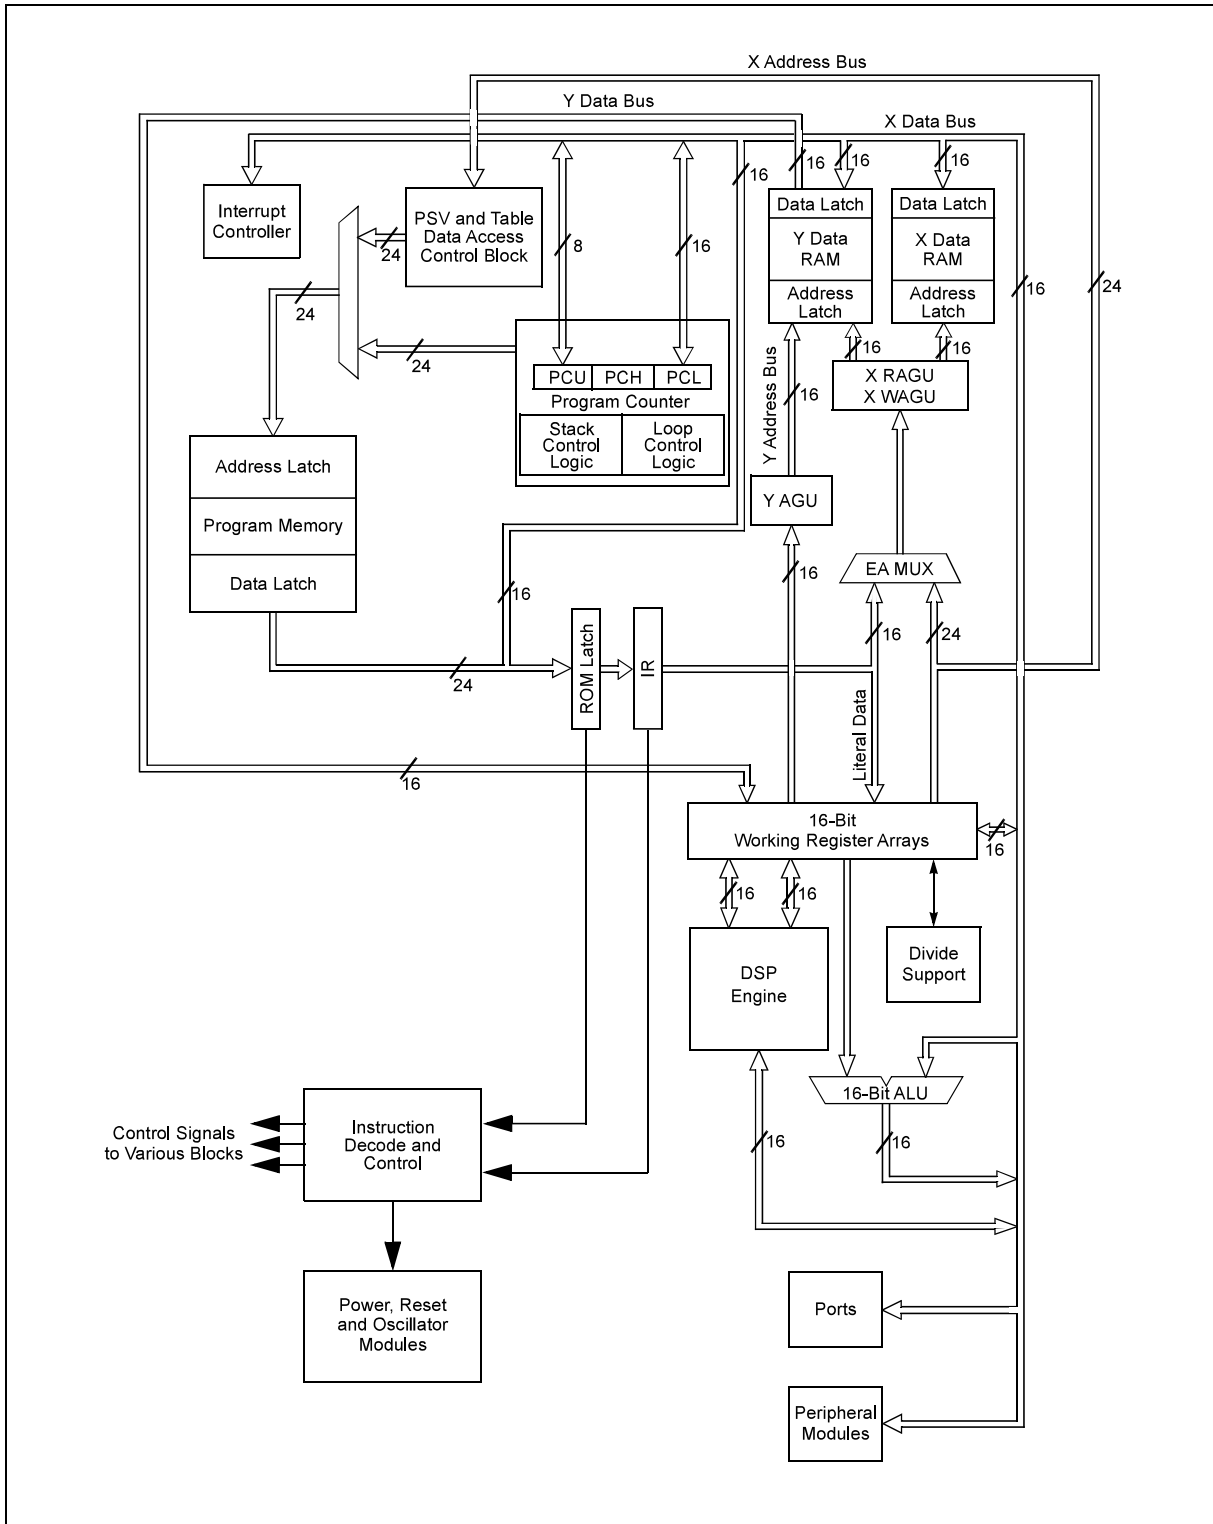 X Address Bus
Y Data Bus
X Data Bus
16
16
16
16
Interrupt
Controller
PSV and Table
Data Access
Control Block
24
8
16
Data Latch
Y Data
RAM
Address
Latch
Data Latch
X Data
RAM
Address
Latch
16
24
24
24
16
16
PCU
PCH
PCL
Program Counter
Stack
Control
Logic
Loop
Control
Logic
X RAGU
X WAGU
Y Address Bus
16
Address Latch
Program Memory
Data Latch
Y AGU
16
EA MUX
16
16
24
24
ROM Latch
IR
Literal Data
16
16-Bit
Working Register Arrays
16
16
16
DSP
Engine
Divide
Support
16-Bit ALU
16
16
Control Signals
to Various Blocks
Instruction
Decode and
Control
Power, Reset
and Oscillator
Modules
Ports
Peripheral
Modules